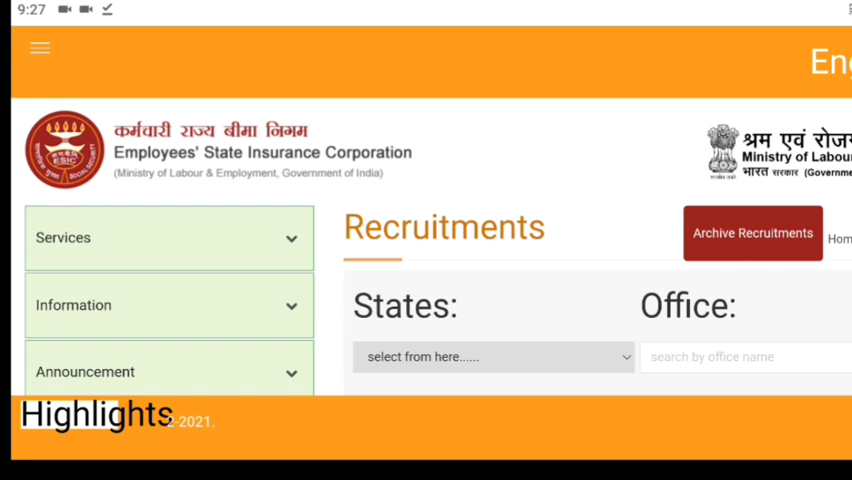 9:27
Eng
कर्मचारी राज्य बीमा निगम
Employees' State Insurance Corporation
(Ministry of Labour & Employment, Government of India)
श्रम एवं रोजग
Ministry of Labou
भारत सरकार (Governme
Services
Recruitments
Archive Recruitments
Hom
Information
States:
Office:
select from here......
search by office name
Announcement
Highlights
2-2021.